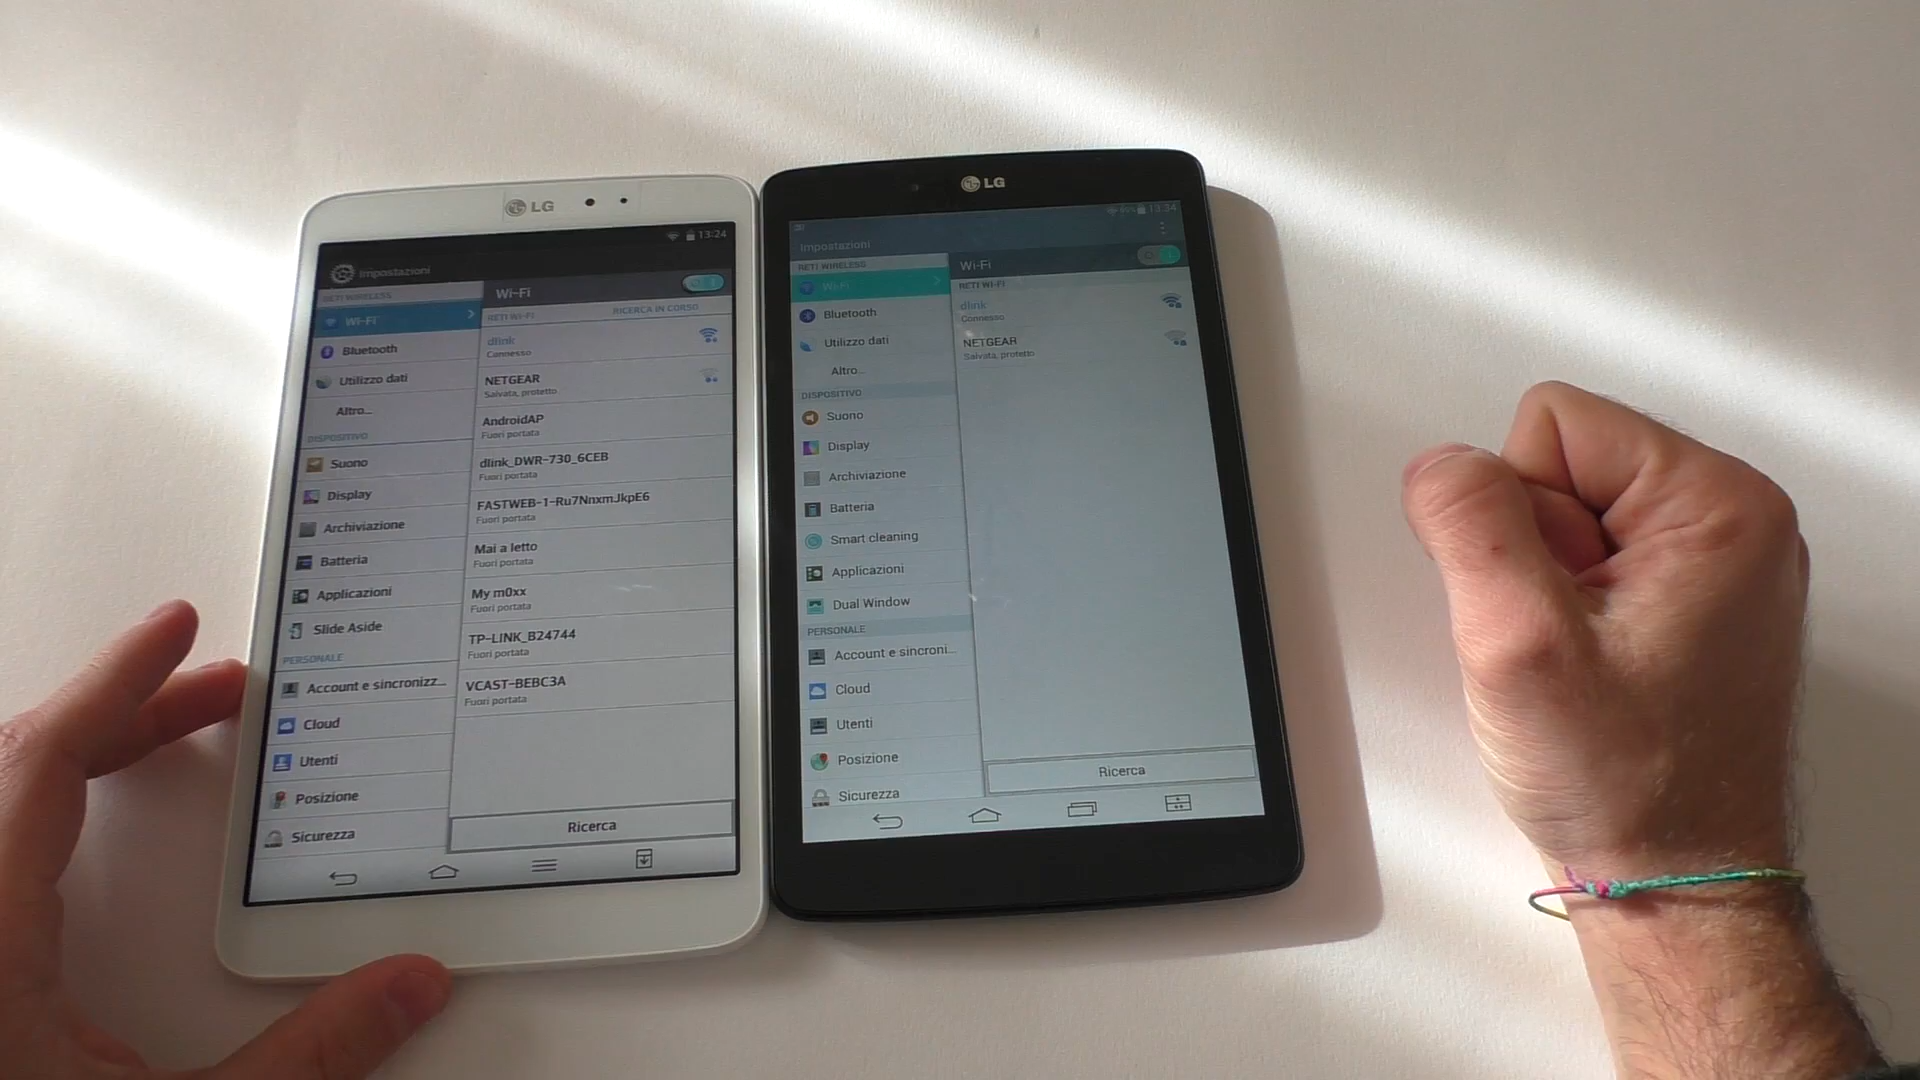 LG
13:24
Impostazioni
RETI WIRELESS
Wi-Fi
Bluetooth
Utilizzo dati
Altro...
DISPOSITIVO
Suono
Display
Archiviazione
Batteria
Applicazioni
Slide Aside
PERSONALE
Account e sincronizz...
Cloud
Utenti
Posizione
Sicurezza
Wi-Fi
RETI WI-FI RICERCA IN CORSO
dlink
Connesso
NETGEAR
Salvata, protetto
AndroidAP
Fuori portata
dlink_DWR-730_6CEB
Fuori portata
FASTWEB-1-Ru7NnxmJkpE6
Fuori portata
Mai a letto
Fuori portata
My m0xx
Fuori portata
TP-LINK_B24744
Fuori portata
VCAST-BEBC3A
Fuori portata
Ricerca
LG
13:34
Impostazioni
RETI WIRELESS
Wi-Fi
Bluetooth
Utilizzo dati
Altro...
DISPOSITIVO
Suono
Display
Archiviazione
Batteria
Smart cleaning
Applicazioni
Dual Window
PERSONALE
Account e sincroni...
Cloud
Utenti
Posizione
Sicurezza
Wi-Fi
RETI WI-FI
dlink
Connesso
NETGEAR
Salvata, protetto
Ricerca